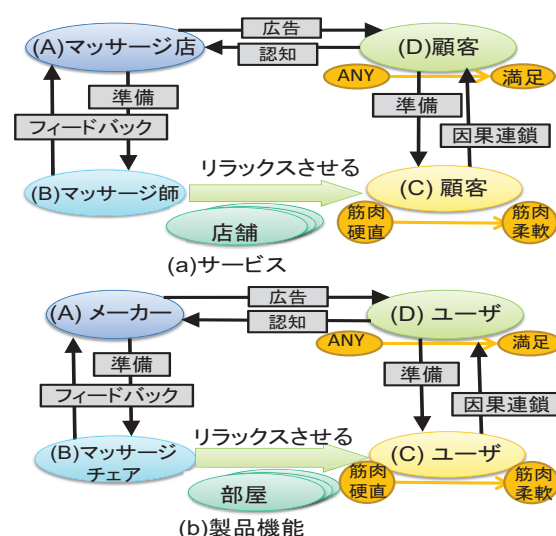 広告
(A)マッサージ店
(D)顧客
認知
ANY
満足
準備
準備
フィードバック
因果連鎖
リラックスさせる
(B)マッサージ師
(C) 顧客
店舗
筋肉
硬直
筋肉
柔軟
(a)サービス
広告
(A) メーカー
(D) ユーザ
認知
ANY
満足
準備
準備
フィードバック
因果連鎖
リラックスさせる
(B)マッサージ
チェア
(C) ユーザ
部屋
筋肉
硬直
筋肉
柔軟
(b)製品機能